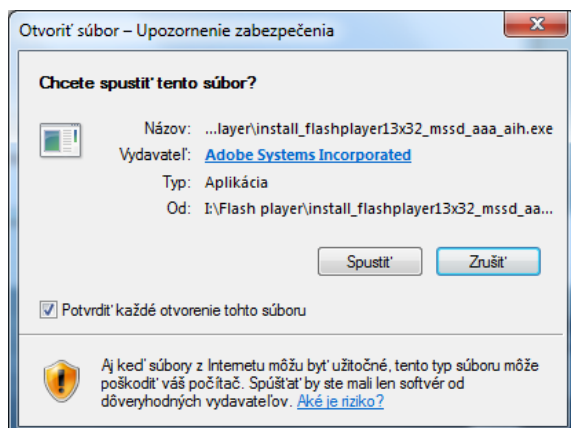 Otvoriť súbor – Upozornenie zabezpečenia
Chcete spustiť tento súbor?
Názov: ...layer\install_flashplayer13x32_mssd_aaa_aih.exe
Vydavateľ: Adobe Systems Incorporated
Typ: Aplikácia
Od: I:\Flash player\install_flashplayer13x32_mssd_aa...
Spustiť Zrušiť
Potvrdiť každé otvorenie tohto súboru
Aj keď súbory z Internetu môžu byť užitočné, tento typ súboru môže
poškodiť váš počítač. Spúšťať by ste mali len softvér od
dôveryhodných vydavateľov. Aké je riziko?